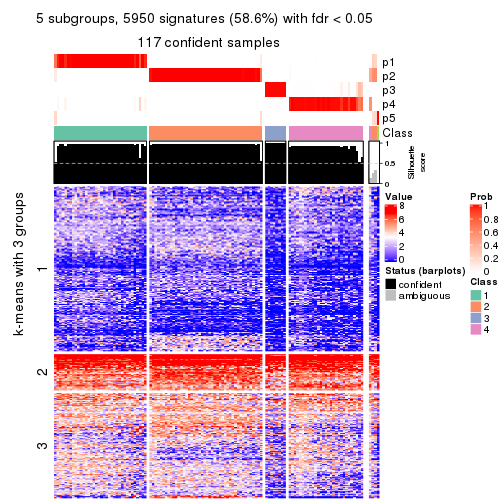 5 subgroups, 5950 signatures (58.6%) with fdr < 0.05
117 confident samples
p1
p2
p3
p4
p5
Class
1
0.5
0
Silhouette
score
k-means with 3 groups
1
2
3
Value
8
6
4
2
0
Status (barplots)
confident
ambiguous
Prob
1
0.8
0.6
0.4
0.2
0
Class
1
2
3
4